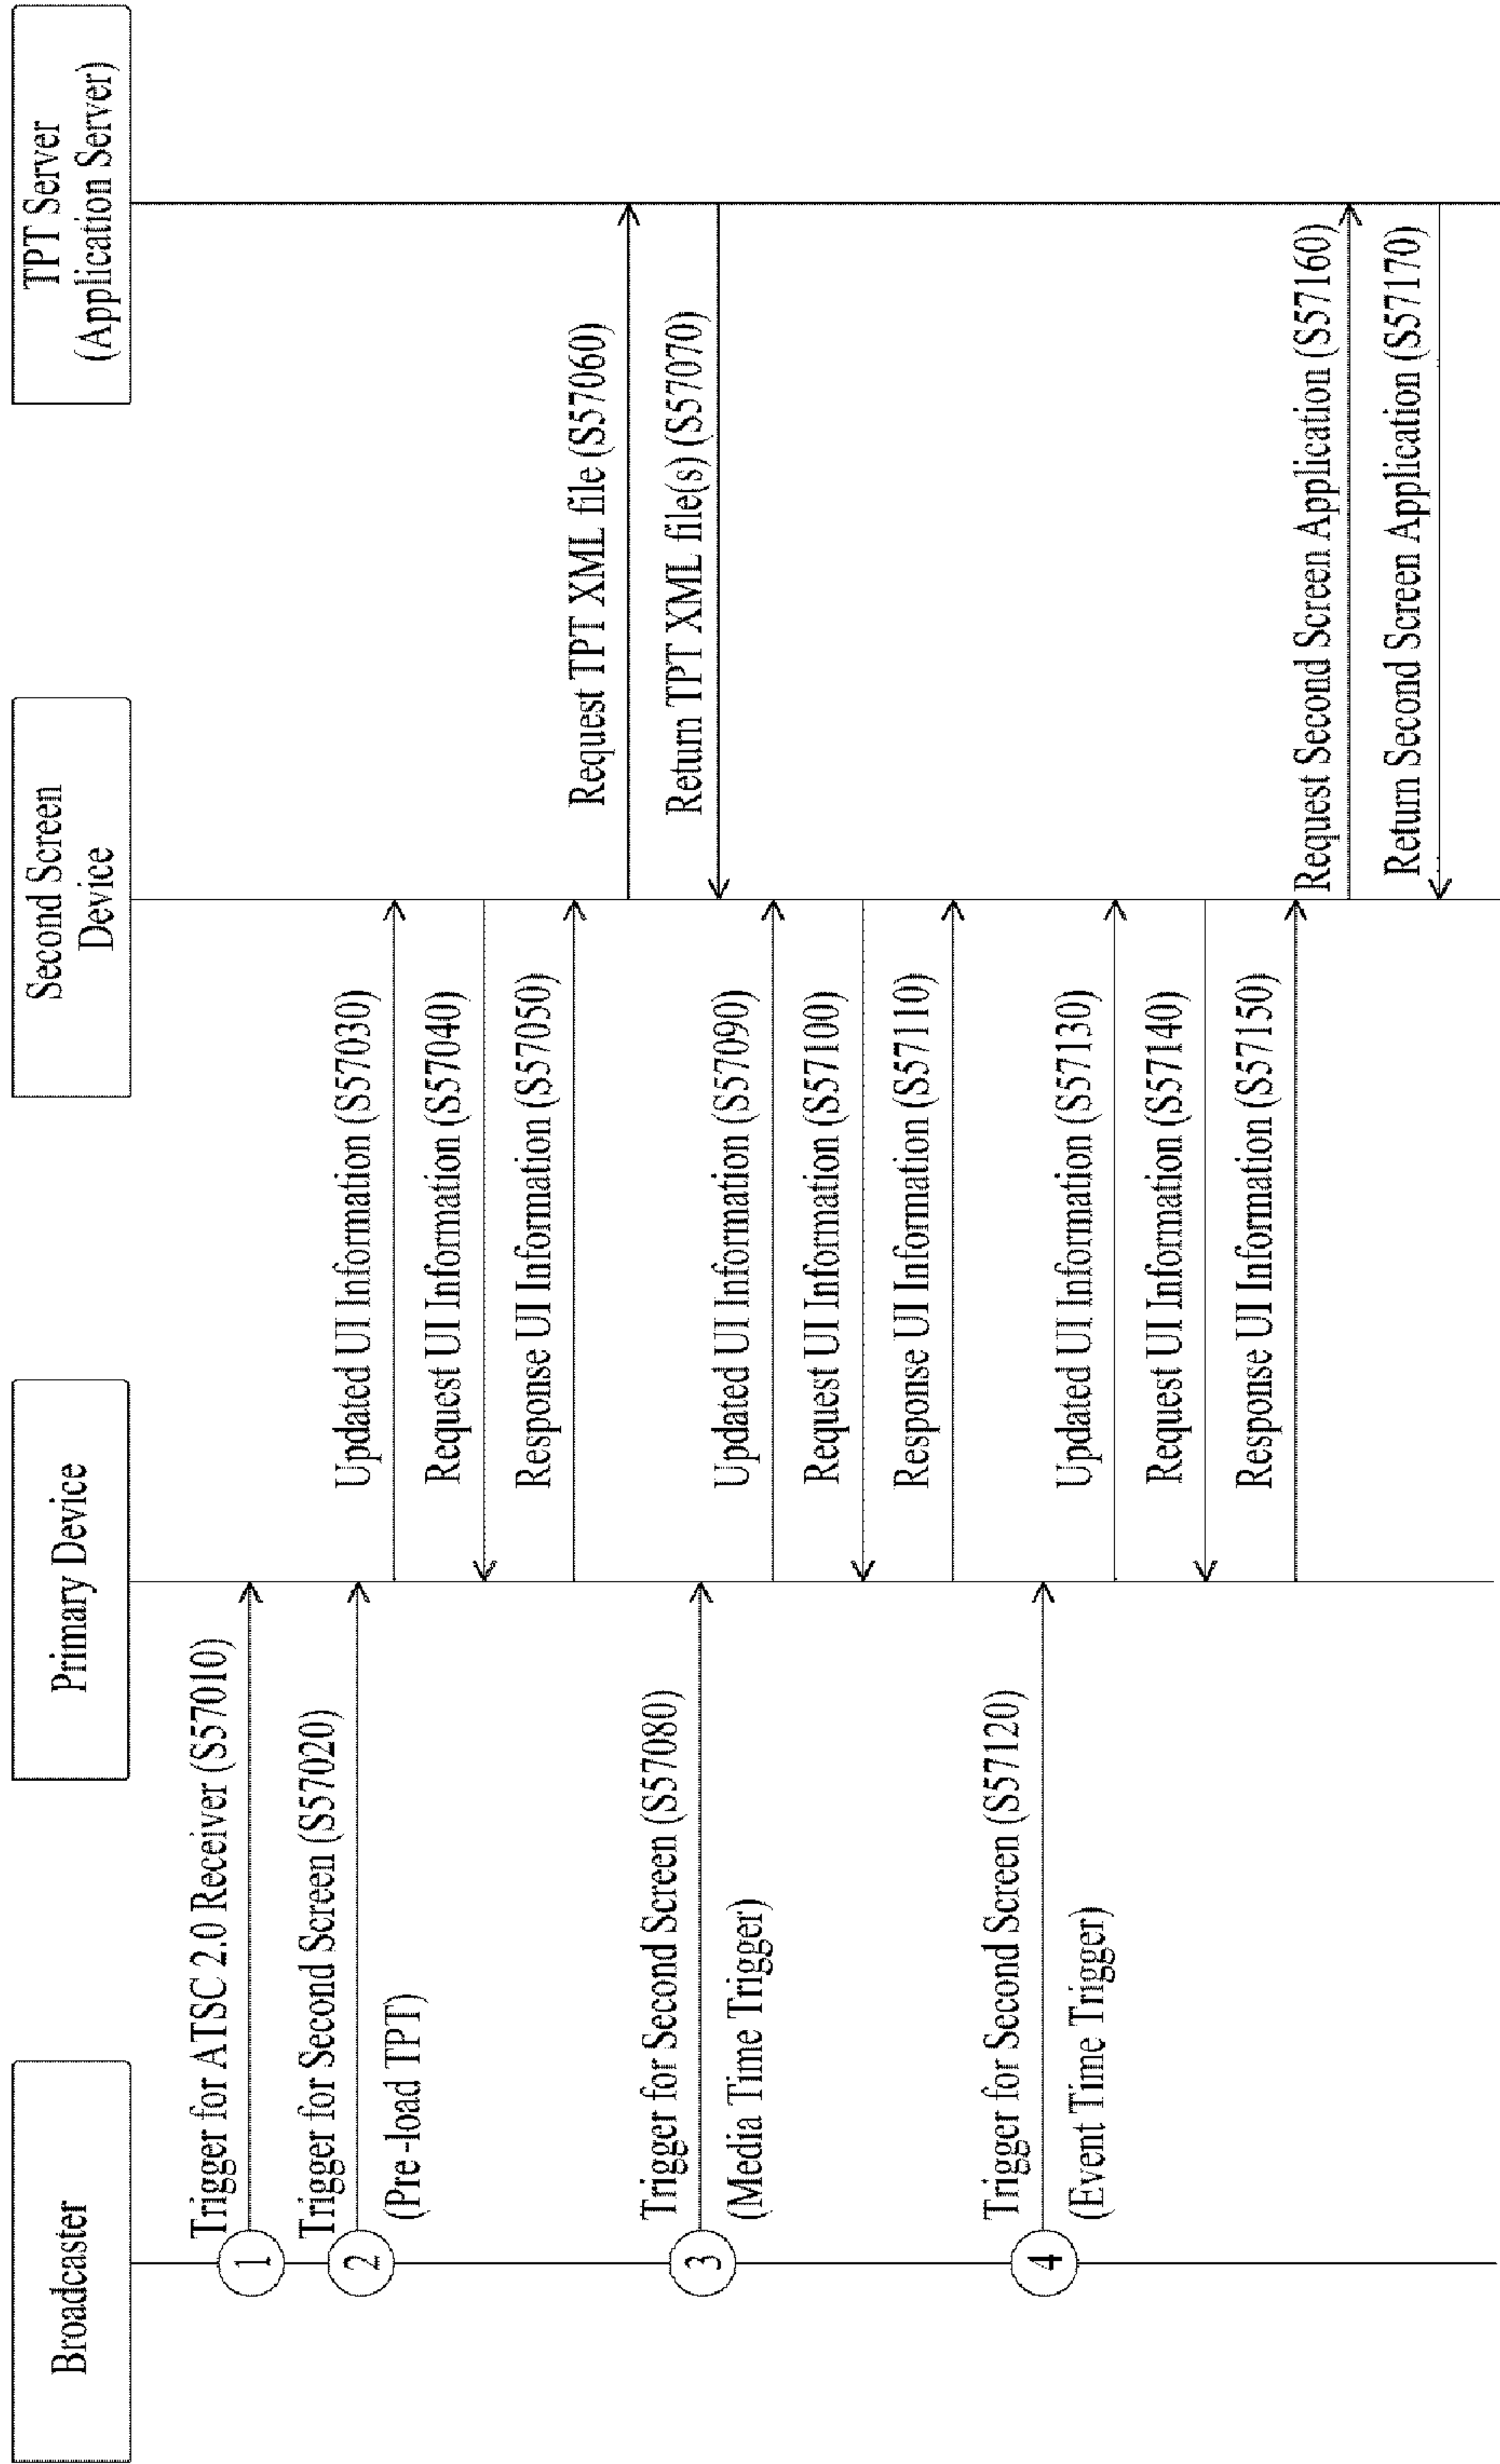 Broadcaster
Primary Device
Second Screen
Device
TPT Server
(Application Server)
1
Trigger for ATSC 2.0 Receiver (S57010)
2
Trigger for Second Screen (S57020)
(Pre -load TPT)
Updated UI Information (S57030)
Request UI Information (S57040)
Response UI Information (S57050)
Request TPT XML file (S57060)
Return TPT XML file(s) (S57070)
3
Trigger for Second Screen (S57080)
(Media Time Trigger)
Updated UI Information (S57090)
Request UI Information (S57100)
Response UI Information (S57110)
4
Trigger for Second Screen (S57120)
(Event Time Trigger)
Updated UI Information (S57130)
Request UI Information (S57140)
Response UI Information (S57150)
Request Second Screen Application (S57160)
Return Second Screen Application (S57170)